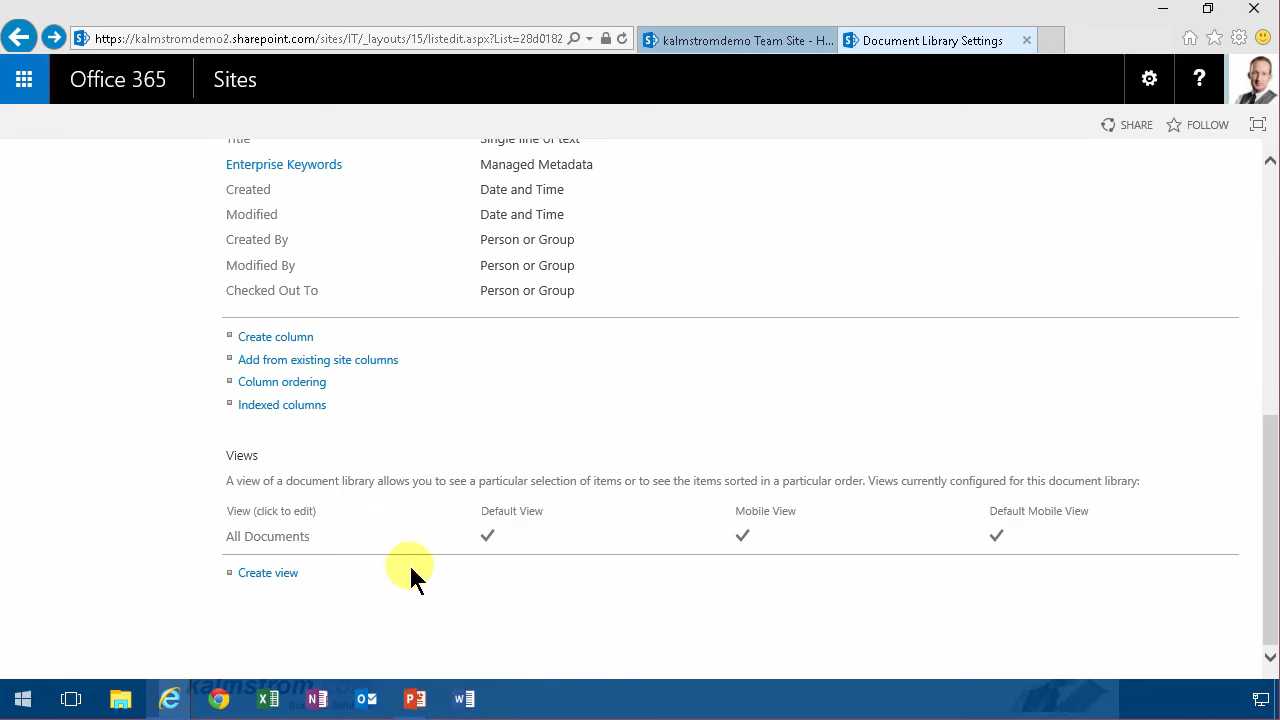 https://kalmstromdemo2.sharepoint.com/sites/IT/_layouts/15/listedit.aspx?List=28d0182
kalmstromdemo Team Site - H...
Document Library Settings
Office 365
Sites
?
SHARE
FOLLOW
Title Single line of text
Enterprise Keywords Managed Metadata
Created Date and Time
Modified Date and Time
Created By Person or Group
Modified By Person or Group
Checked Out To Person or Group
Create column
Add from existing site columns
Column ordering
Indexed columns
Views
A view of a document library allows you to see a particular selection of items or to see the items sorted in a particular order. Views currently configured for this document library:
View (click to edit) Default View Mobile View Default Mobile View
All Documents
Create view